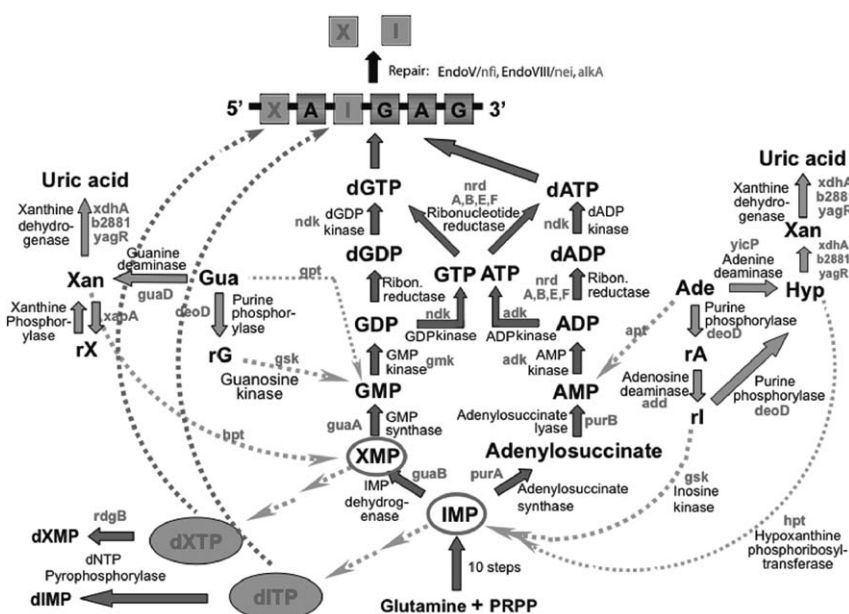 X I
Repair: EndoV/nfi, EndoVIII/nei, alkA
5' X A I G A G 3'
Uric acid
Xanthine
dehydro-
genase
xdhA
b2881
yagR
Guanine
deaminase
Xan
Gua
guaD
Xanthine
Phosphor-
ylase
xapA
rX
deoD
Purine
phosphor-
ylase
rG
gsk
Guanosine
kinase
gpt
bpt
dGTP
ndk
dGDP
kinase
dGDP
Ribon.
reductase
GDP
GMP
kinase
gmk
GMP
guaA
GMP
synthase
XMP
nrd
A,B,E,F
Ribonucleotide
reductase
GTP ATP
ndk
GDPkinase
adk
ADPkinase
dATP
ndk
dADP
kinase
dADP
nrd
A,B,E,F
Ribon.
reductase
ADP
adk
AMP
kinase
AMP
Adenylosuccinate
lyase
purB
Adenylosuccinate
guaB
IMP
dehydrog-
enase
purA
Adenylosuccinate
synthase
IMP
10 steps
Glutamine + PRPP
Uric acid
Xanthine
dehydro-
genase
xdhA
b2881
yagR
Xan
yicP
Adenine
deaminase
xdhA
b2881
yagR
Ade
Hyp
apt
Purine
phosphorylase
deoD
rA
Adenosine
deaminase
add
rI
Purine
phosphorylase
deoD
gsk
Inosine
kinase
hpt
Hypoxanthine
phosphoribosyl-
transferase
rdgB
dXMP
dXTP
dNTP
Pyrophosphorylase
dIMP
dITP